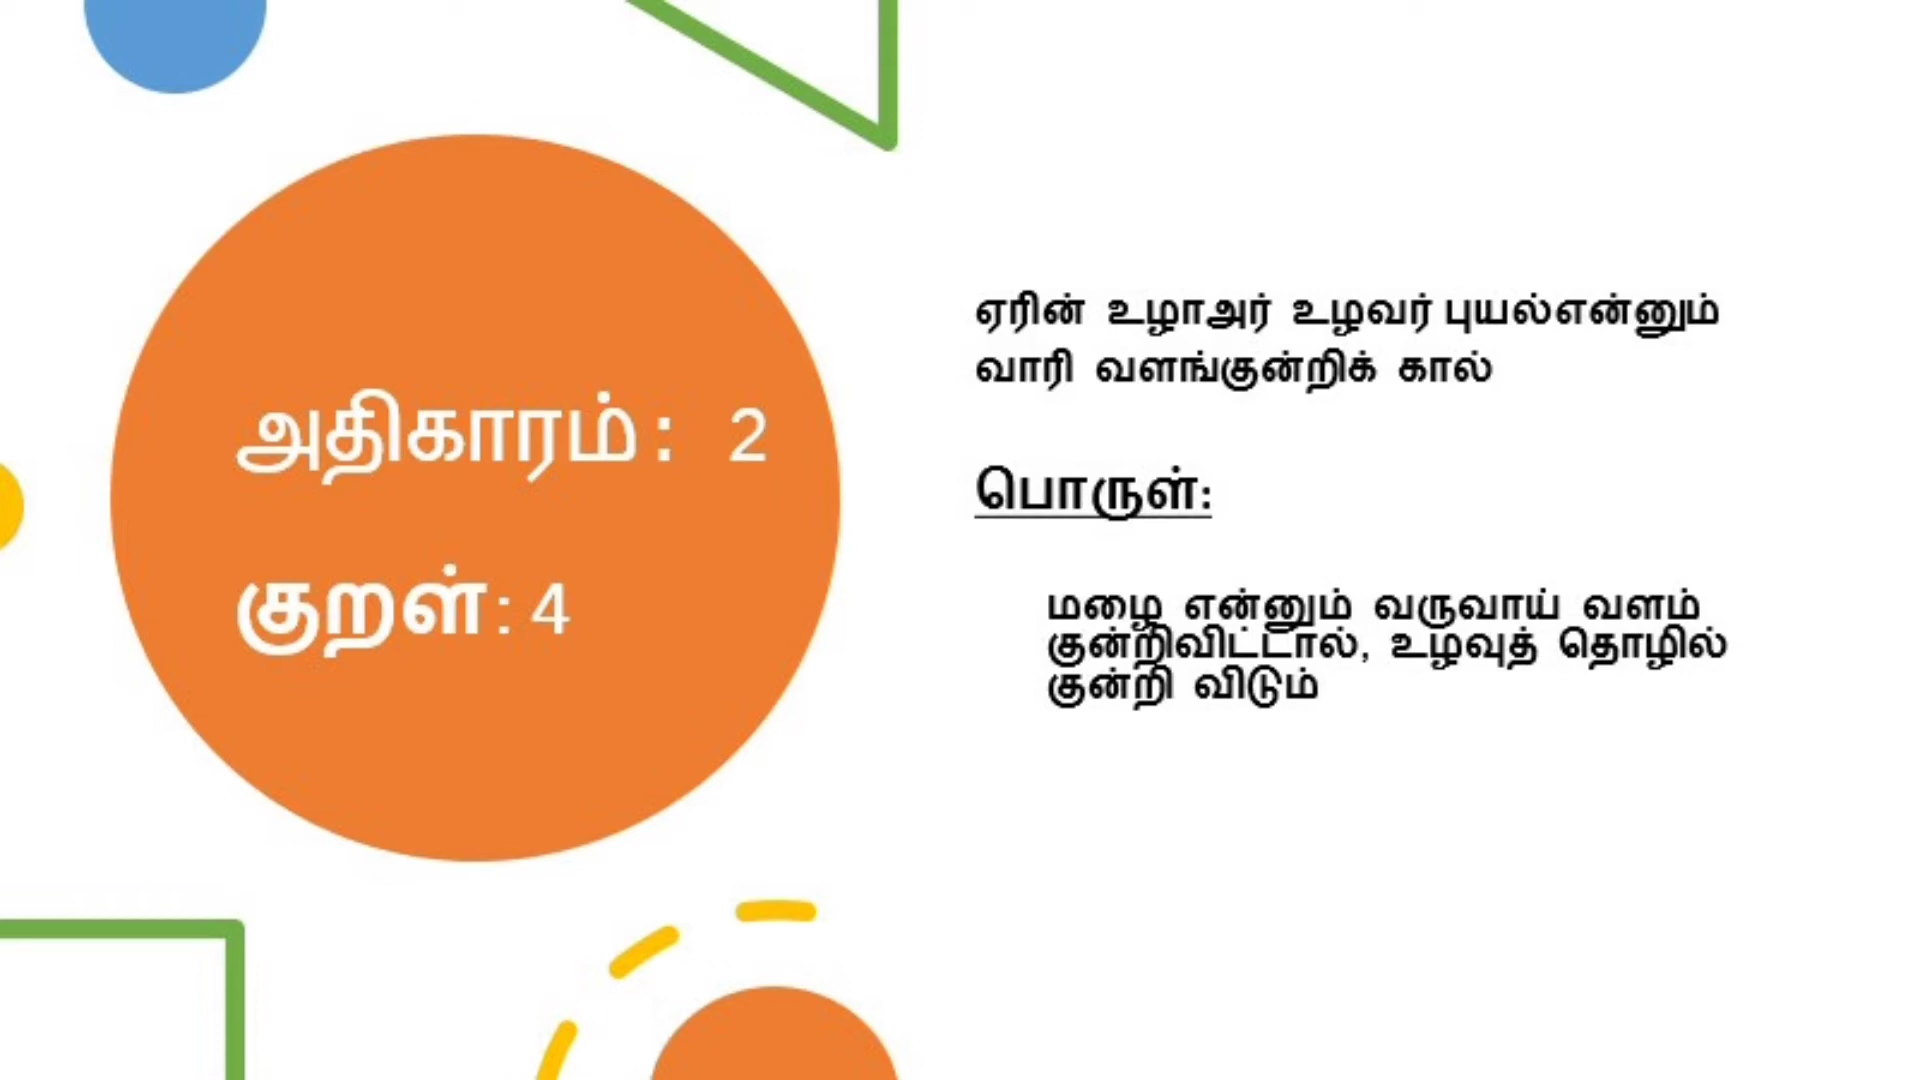 அதிகாரம்: 2
குறள்:4
ஏரின் உழாஅர் உழவர் புயல்என்னும்
வாரி வளங்குன்றிக் கால்
பொருள்:
மழை என்னும் வருவாய் வளம்
குன்றிவிட்டால், உழவுத் தொழில்
குன்றி விடும்